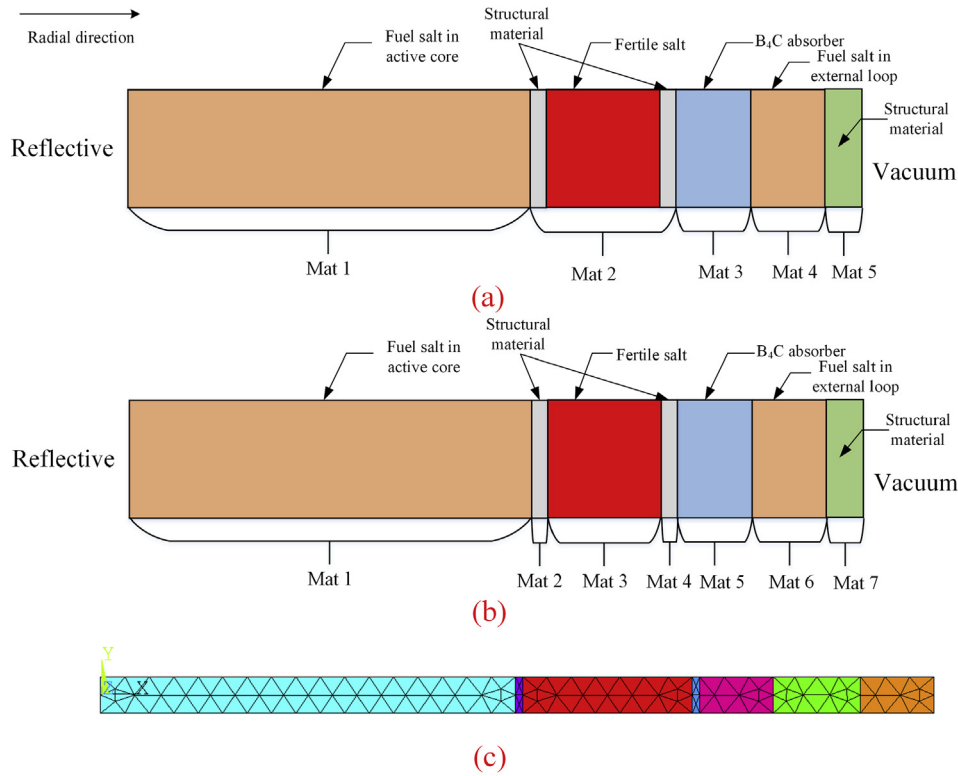 Radial direction
Fuel salt in
active core
Structural
material
Fertile salt
B₄C absorber
Fuel salt in
external loop
Structural
material
Reflective
Vacuum
Mat 1
Mat 2
Mat 3
Mat 4
Mat 5
(a)
Fuel salt in
active core
Structural
material
Fertile salt
B₄C absorber
Fuel salt in
external loop
Structural
material
Reflective
Vacuum
Mat 1
Mat 2
Mat 3
Mat 4
Mat 5
Mat 6
Mat 7
(b)
Y
Z
X
(c)